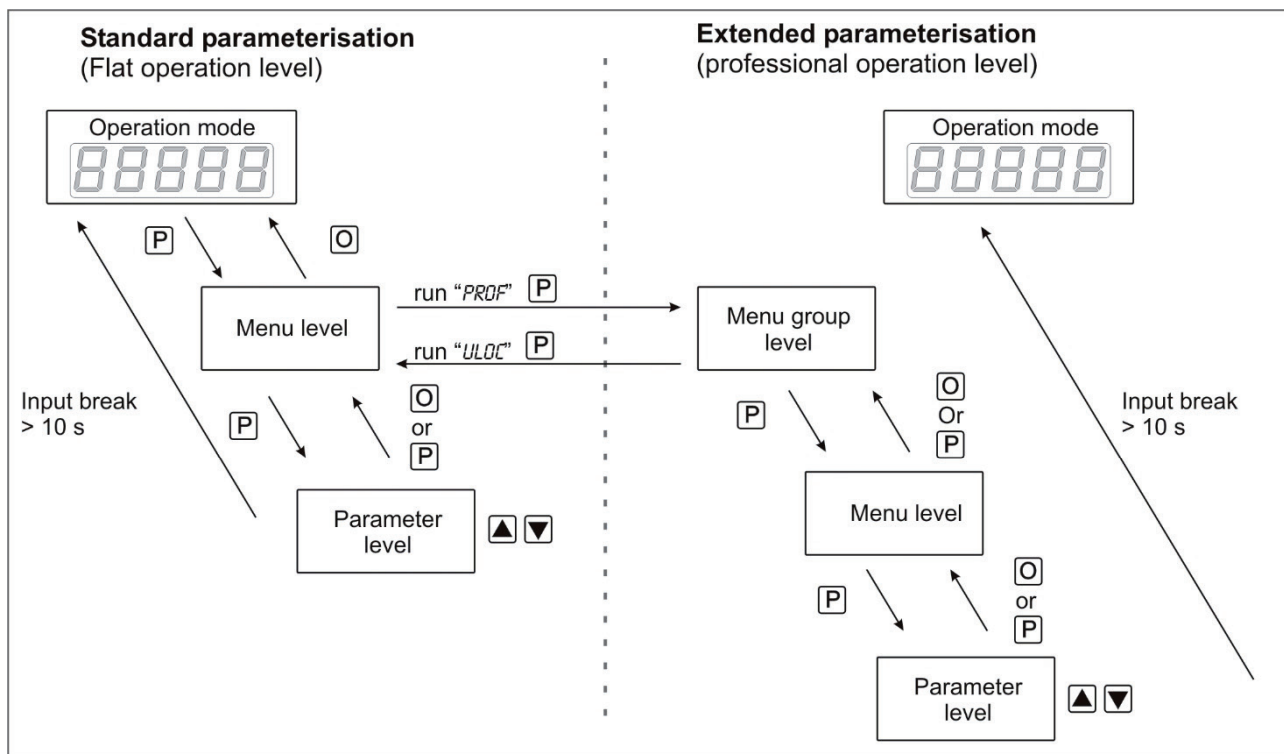 Standard parameterisation
(Flat operation level)
Operation mode
88888
P
O
Menu level
run "PROF" P
run "ULOC" P
Input break
> 10 s
P
O
or
P
Parameter
level
▲ ▼
Extended parameterisation
(professional operation level)
Operation mode
88888
Menu group
level
P
O
Or
P
Input break
> 10 s
Menu level
P
O
or
P
Parameter
level
▲ ▼